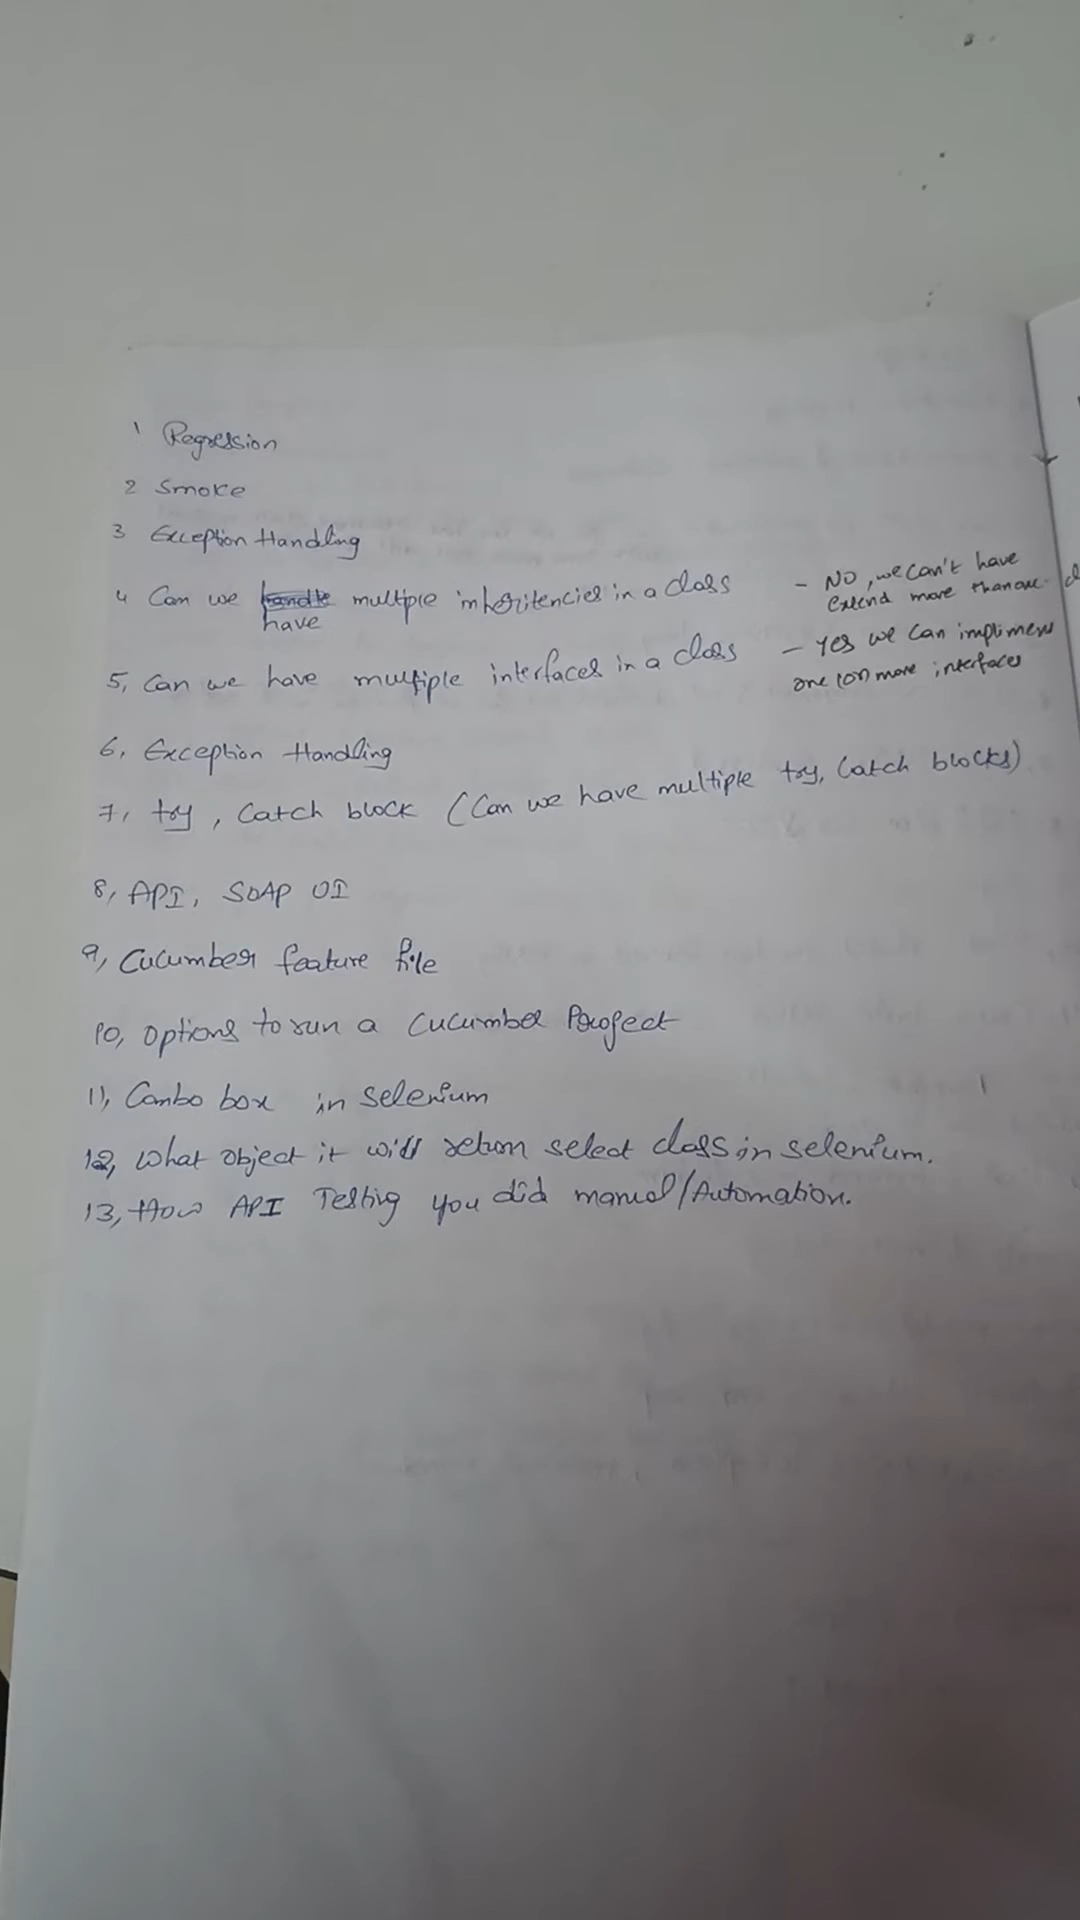 1 Regression
2 Smoke
3 Exception Handling
4 Can we handle multiple inheritencies in a class - NO, we can't have
have extend more than one
5, Can we have multiple interfaces in a class - Yes we can impliment
one (or) more interfaces
6, Exception Handling
7, try, Catch block (Can we have multiple try, Catch blocks)
8, API, SOAP UI
9, Cucumber feature file
10, Options to run a Cucumber Project
11, Combo box in Selenium
12, What object it will return select class in selenium.
13, How API Testing you did manual/Automation.